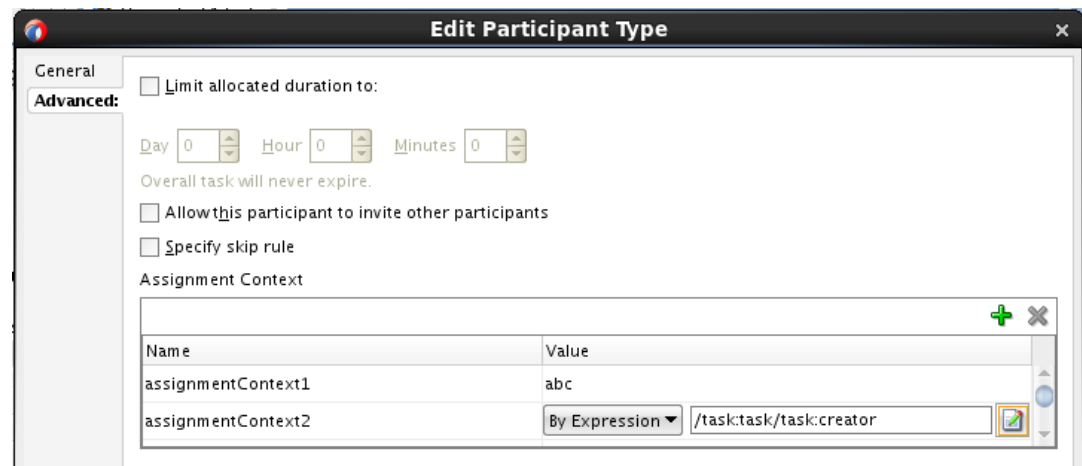 Edit Participant Type
General
Advanced:
Limit allocated duration to:
Day 0 Hour 0 Minutes 0
Overall task will never expire.
Allow this participant to invite other participants
Specify skip rule
Assignment Context
Name Value
assignmentContext1 abc
assignmentContext2 By Expression /task:task/task:creator